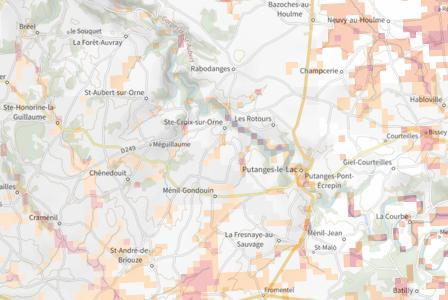 Bazoches-au-
Houlme
Neuvy-au-Houlme
Bréel
le Souquet
La Forêt-Auvray
Rabodanges
Champcerie
St-Aubert-sur-Orne
Habloville
Ste-Honorine-la-
Guillaume
Ste-Croix-sur-Orne
Les Rotours
Courteilles
Bissey
D249
Méguillaume
Giel-Courteilles
Chênedouit
Putanges-le-Lac
Putanges-Pont-
Écrepin
Ménil-Gondouin
La Courbe
Craménil
La Fresnaye-au-
Sauvage
Ménil-Jean
St-Malo
St-André-de-
Briouze
Fromentel
Batilly